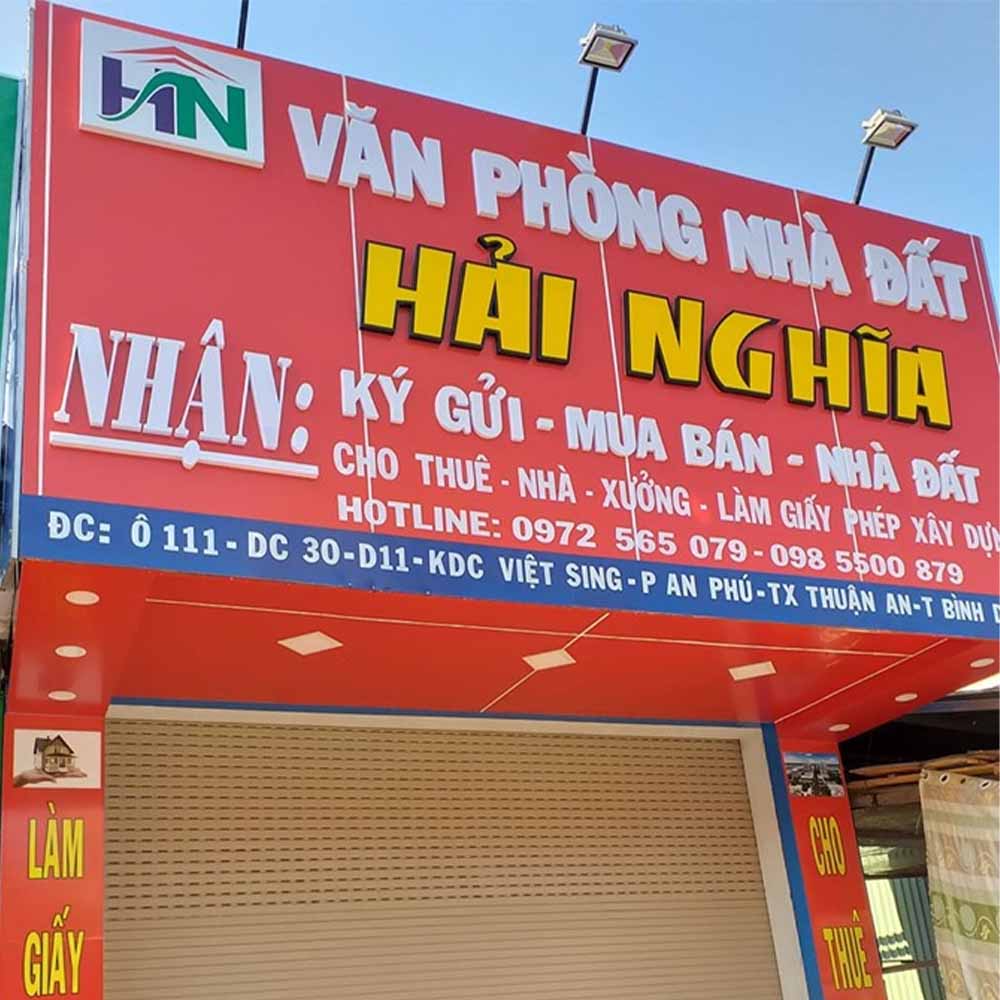 HN
VĂN PHÒNG NHÀ ĐẤT
HẢI NGHĨA
NHẬN:
KÝ GỬI - MUA BÁN - NHÀ ĐẤT
CHO THUÊ - NHÀ - XƯỞNG - LÀM GIẤY PHÉP XÂY DỰN
HOTLINE: 0972 565 079 - 098 5500 879
ĐC: Ô 111 - DC 30-D11-KDC VIỆT SING - P AN PHÚ-TX THUẬN AN-T BÌNH D
LÀM
GIẤY
CHO
THUÊ